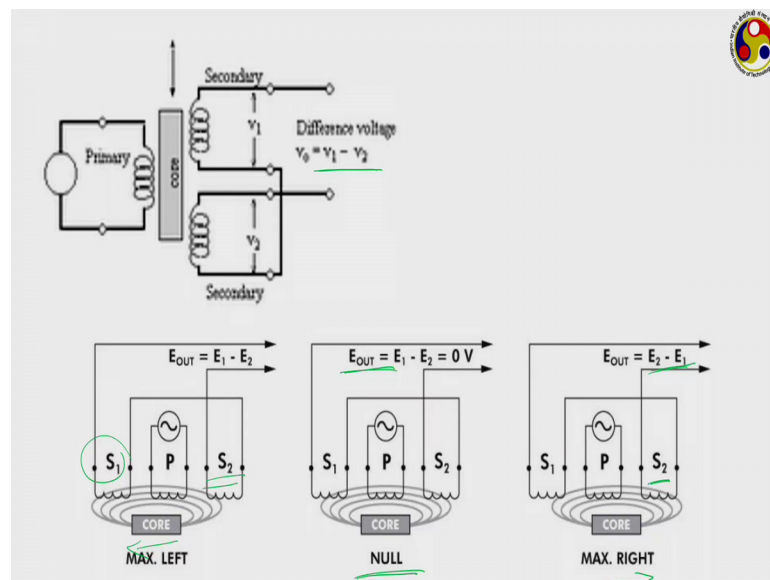 Secondary
v1
Difference voltage
v0 = v1 − v2
Primary
core
v2
Secondary
EOUT = E1 - E2
EOUT = E1 - E2 = 0 V
EOUT = E2 - E1
S1 P S2
S1 P S2
S1 P S2
CORE
CORE
CORE
MAX. LEFT
NULL
MAX. RIGHT